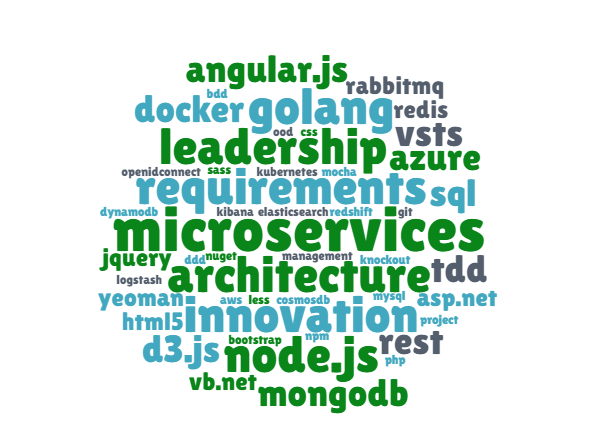 angular.js
bdd rabbitmq
docker golang redis
ood css vsts
leadership azure
openidconnect sass kubernetes mocha
requirements sql
dynamodb kibana elasticsearch redshift git
microservices
jquery ddd nuget management knockout
logstash architecture tdd
yeoman aws less cosmosdb mysql asp.net
html5 innovation project
d3.js bootstrap npm rest
node.js php
vb.net mongodb